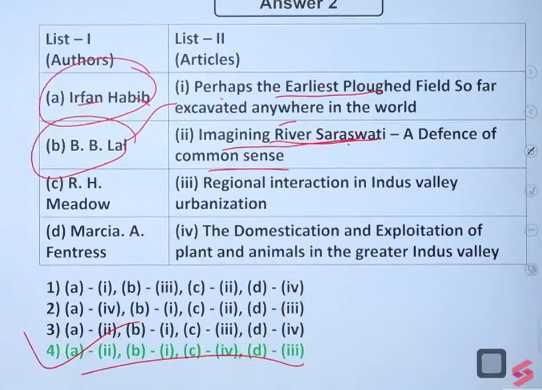 Answer 2
List – I
(Authors)
List – II
(Articles)
(a) Irfan Habib
(i) Perhaps the Earliest Ploughed Field So far
excavated anywhere in the world
(b) B. B. Lal
(ii) Imagining River Saraswati – A Defence of
common sense
(c) R. H.
Meadow
(iii) Regional interaction in Indus valley
urbanization
(d) Marcia. A.
Fentress
(iv) The Domestication and Exploitation of
plant and animals in the greater Indus valley
1) (a) - (i), (b) - (iii), (c) - (ii), (d) - (iv)
2) (a) - (iv), (b) - (i), (c) - (ii), (d) - (iii)
3) (a) - (ii), (b) - (i), (c) - (iii), (d) - (iv)
4) (a) - (ii), (b) - (i), (c) - (iv), (d) - (iii)